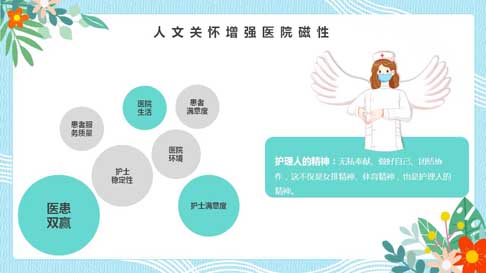 人文关怀增强医院磁性
医院
生活
患者
满意度
患者服
务质量
医院
环境
护士
稳定性
医患
双赢
护士满意度
护理人的精神：无私奉献，做好自己，团结协
作，这不仅是女排精神、体育精神，也是护理人的
精神。